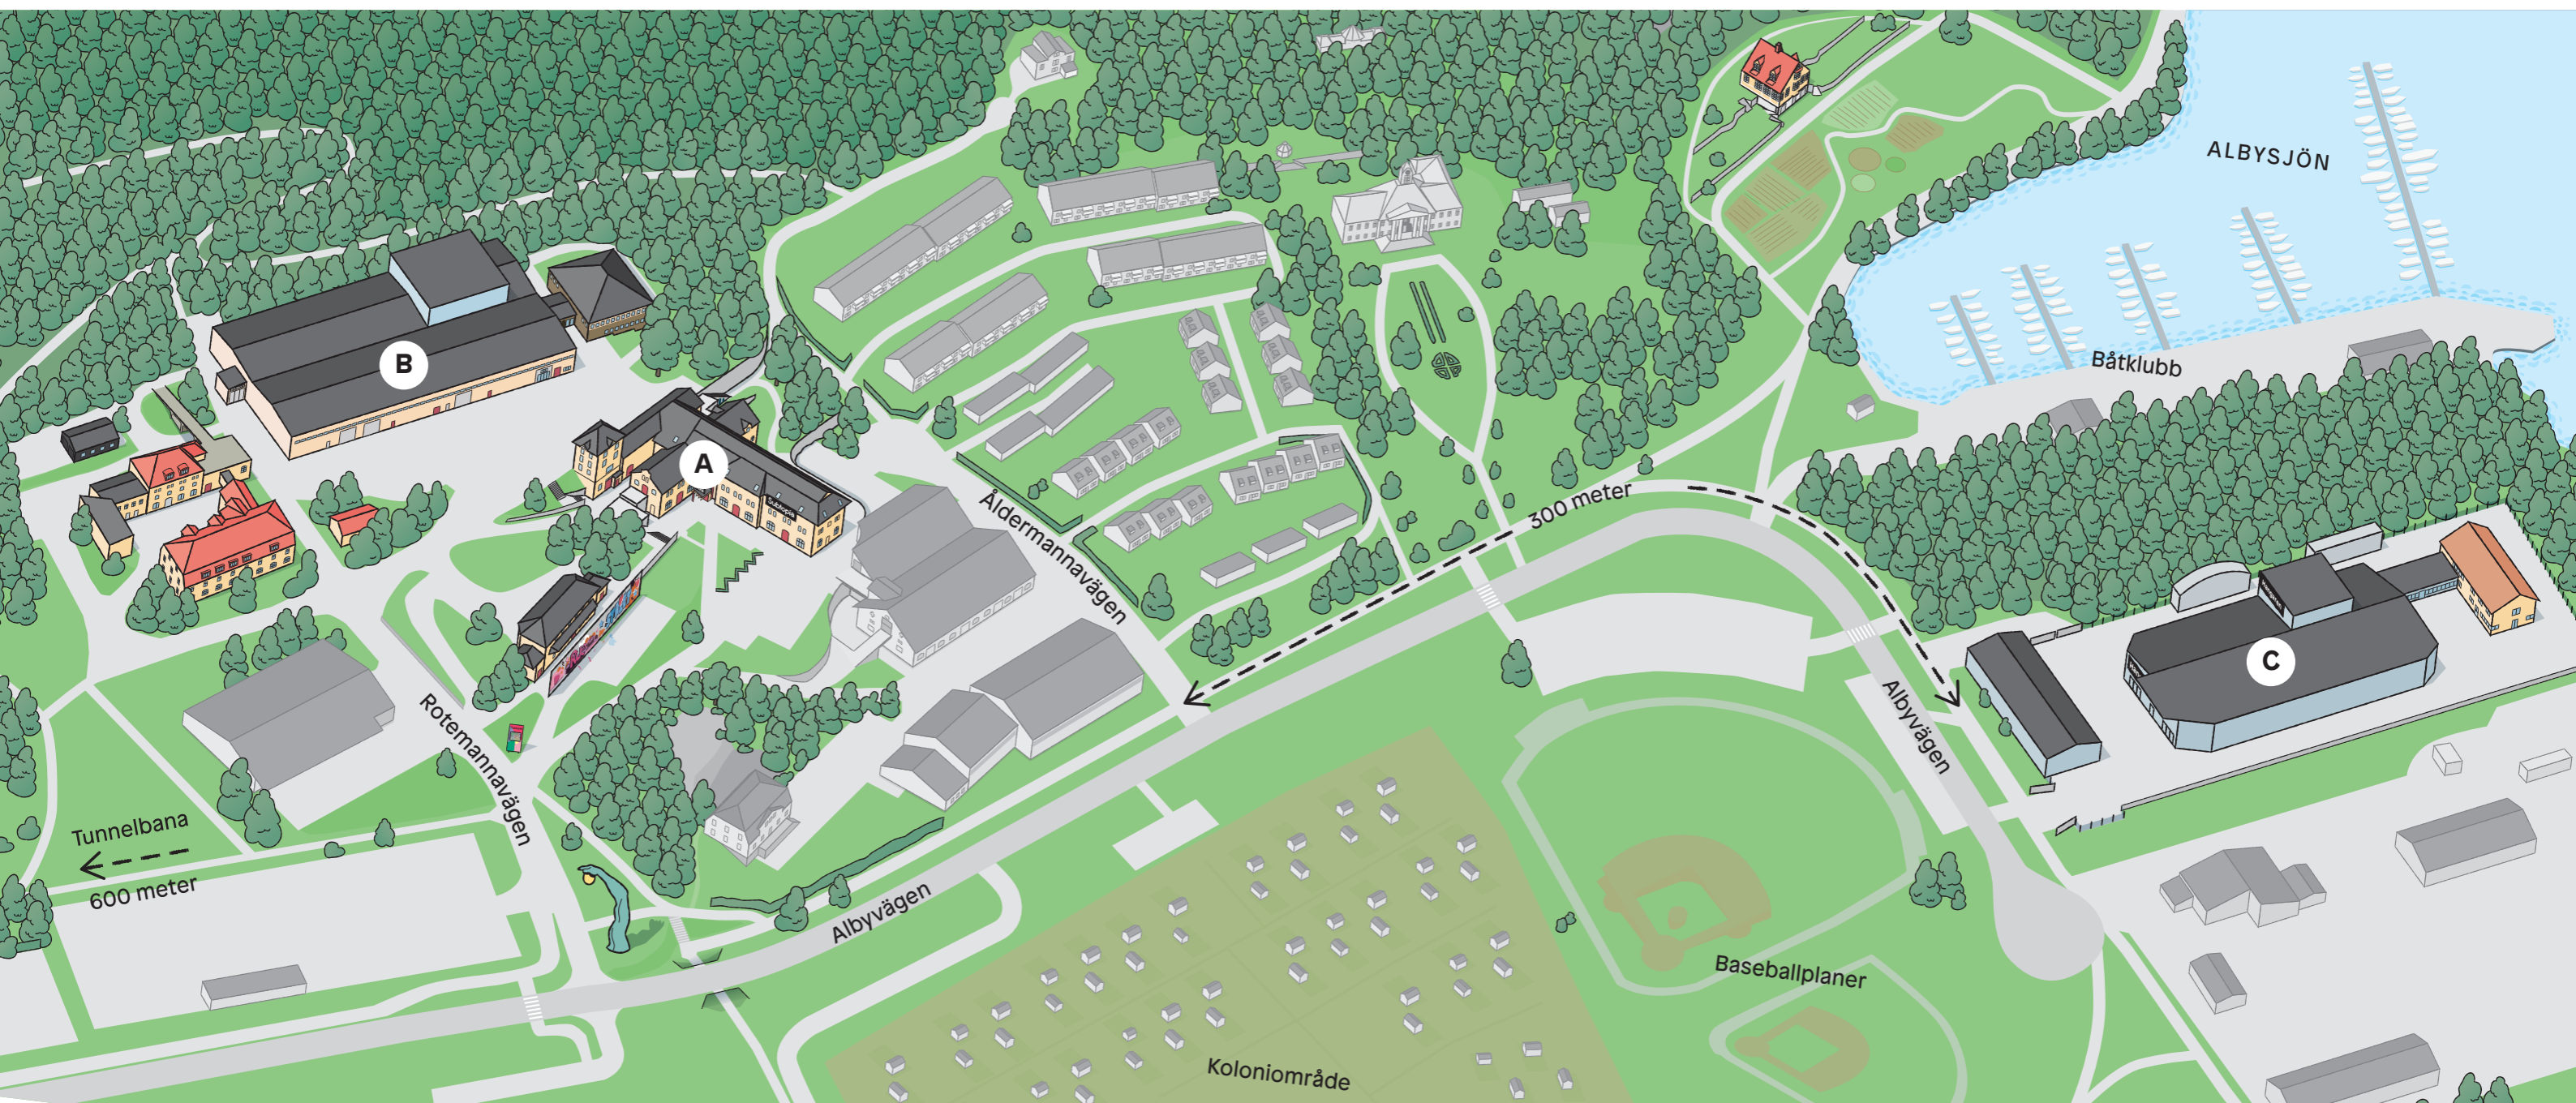 ALBYSJÖN
Båtklubb
B
A
Åldermannavägen
300 meter
C
Albyvägen
Rotemannavägen
Tunnelbana
600 meter
Albyvägen
Baseballplaner
Koloniområde